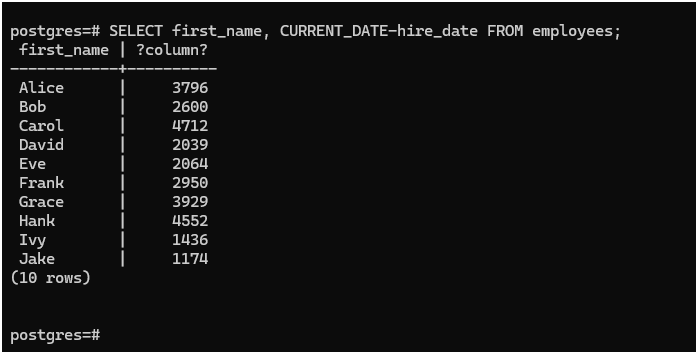 postgres=# SELECT first_name, CURRENT_DATE-hire_date FROM employees;
 first_name | ?column?
------------+----------
 Alice      |     3796
 Bob        |     2600
 Carol      |     4712
 David      |     2039
 Eve        |     2064
 Frank      |     2950
 Grace      |     3929
 Hank       |     4552
 Ivy        |     1436
 Jake       |     1174
(10 rows)
postgres=#